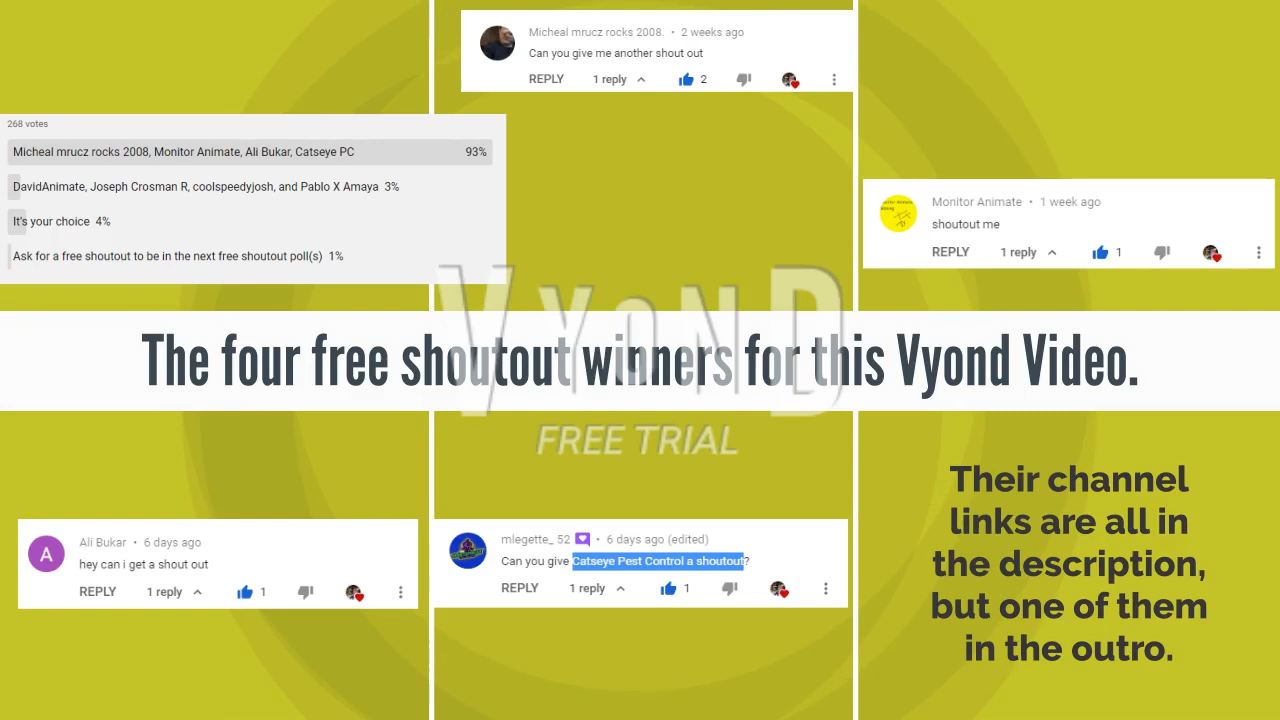 Micheal mrucz rocks 2008. • 2 weeks ago
Can you give me another shout out
REPLY 1 reply 2
268 votes
Micheal mrucz rocks 2008, Monitor Animate, Ali Bukar, Catseye PC 93%
DavidAnimate, Joseph Crosman R, coolspeedyjosh, and Pablo X Amaya 3%
It's your choice 4%
Ask for a free shoutout to be in the next free shoutout poll(s) 1%
Monitor Animate • 1 week ago
shoutout me
REPLY 1 reply 1
The four free shoutout winners for this Vyond Video.
VYOND
FREE TRIAL
Their channel
links are all in
the description,
but one of them
in the outro.
A
Ali Bukar • 6 days ago
hey can i get a shout out
REPLY 1 reply 1
mlegette_ 52 • 6 days ago (edited)
Can you give Catseye Pest Control a shoutout?
REPLY 1 reply 1